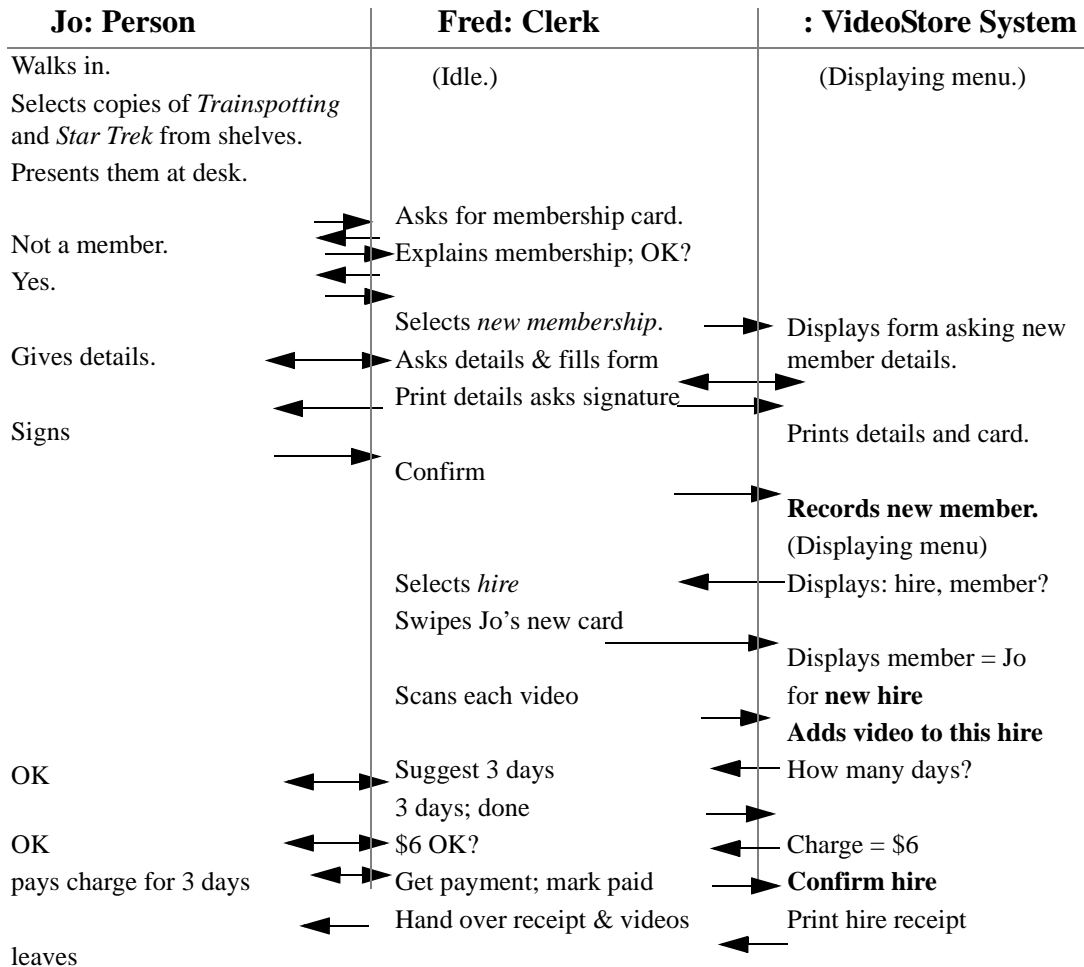 Jo: Person
Fred: Clerk
: VideoStore System
Walks in.
(Idle.)
(Displaying menu.)
Selects copies of Trainspotting
and Star Trek from shelves.
Presents them at desk.
Asks for membership card.
Not a member.
Explains membership; OK?
Yes.
Selects new membership.
Displays form asking new
member details.
Gives details.
Asks details & fills form
Print details asks signature
Signs
Prints details and card.
Confirm
Records new member.
(Displaying menu)
Selects hire
Displays: hire, member?
Swipes Jo's new card
Displays member = Jo
for new hire
Scans each video
Adds video to this hire
OK
Suggest 3 days
How many days?
3 days; done
OK
$6 OK?
Charge = $6
pays charge for 3 days
Get payment; mark paid
Confirm hire
Hand over receipt & videos
Print hire receipt
leaves